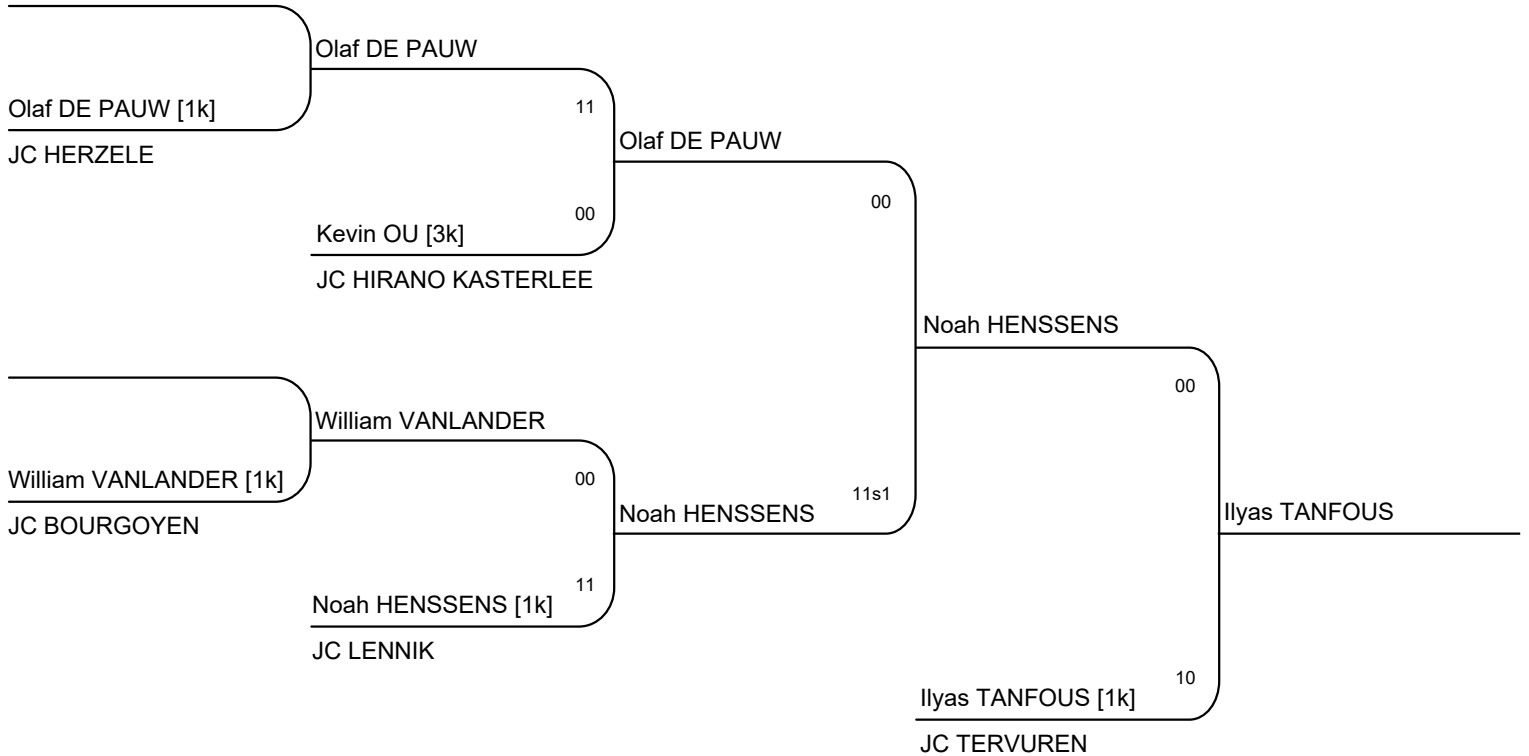 Olaf DE PAUW
Olaf DE PAUW [1k]
11
JC HERZELE
Olaf DE PAUW
00
00
Kevin OU [3k]
JC HIRANO KASTERLEE
Noah HENSSENS
00
William VANLANDER
William VANLANDER [1k]
00
11s1
JC BOURGOYEN
Noah HENSSENS
Ilyas TANFOUS
11
Noah HENSSENS [1k]
JC LENNIK
10
Ilyas TANFOUS [1k]
JC TERVUREN